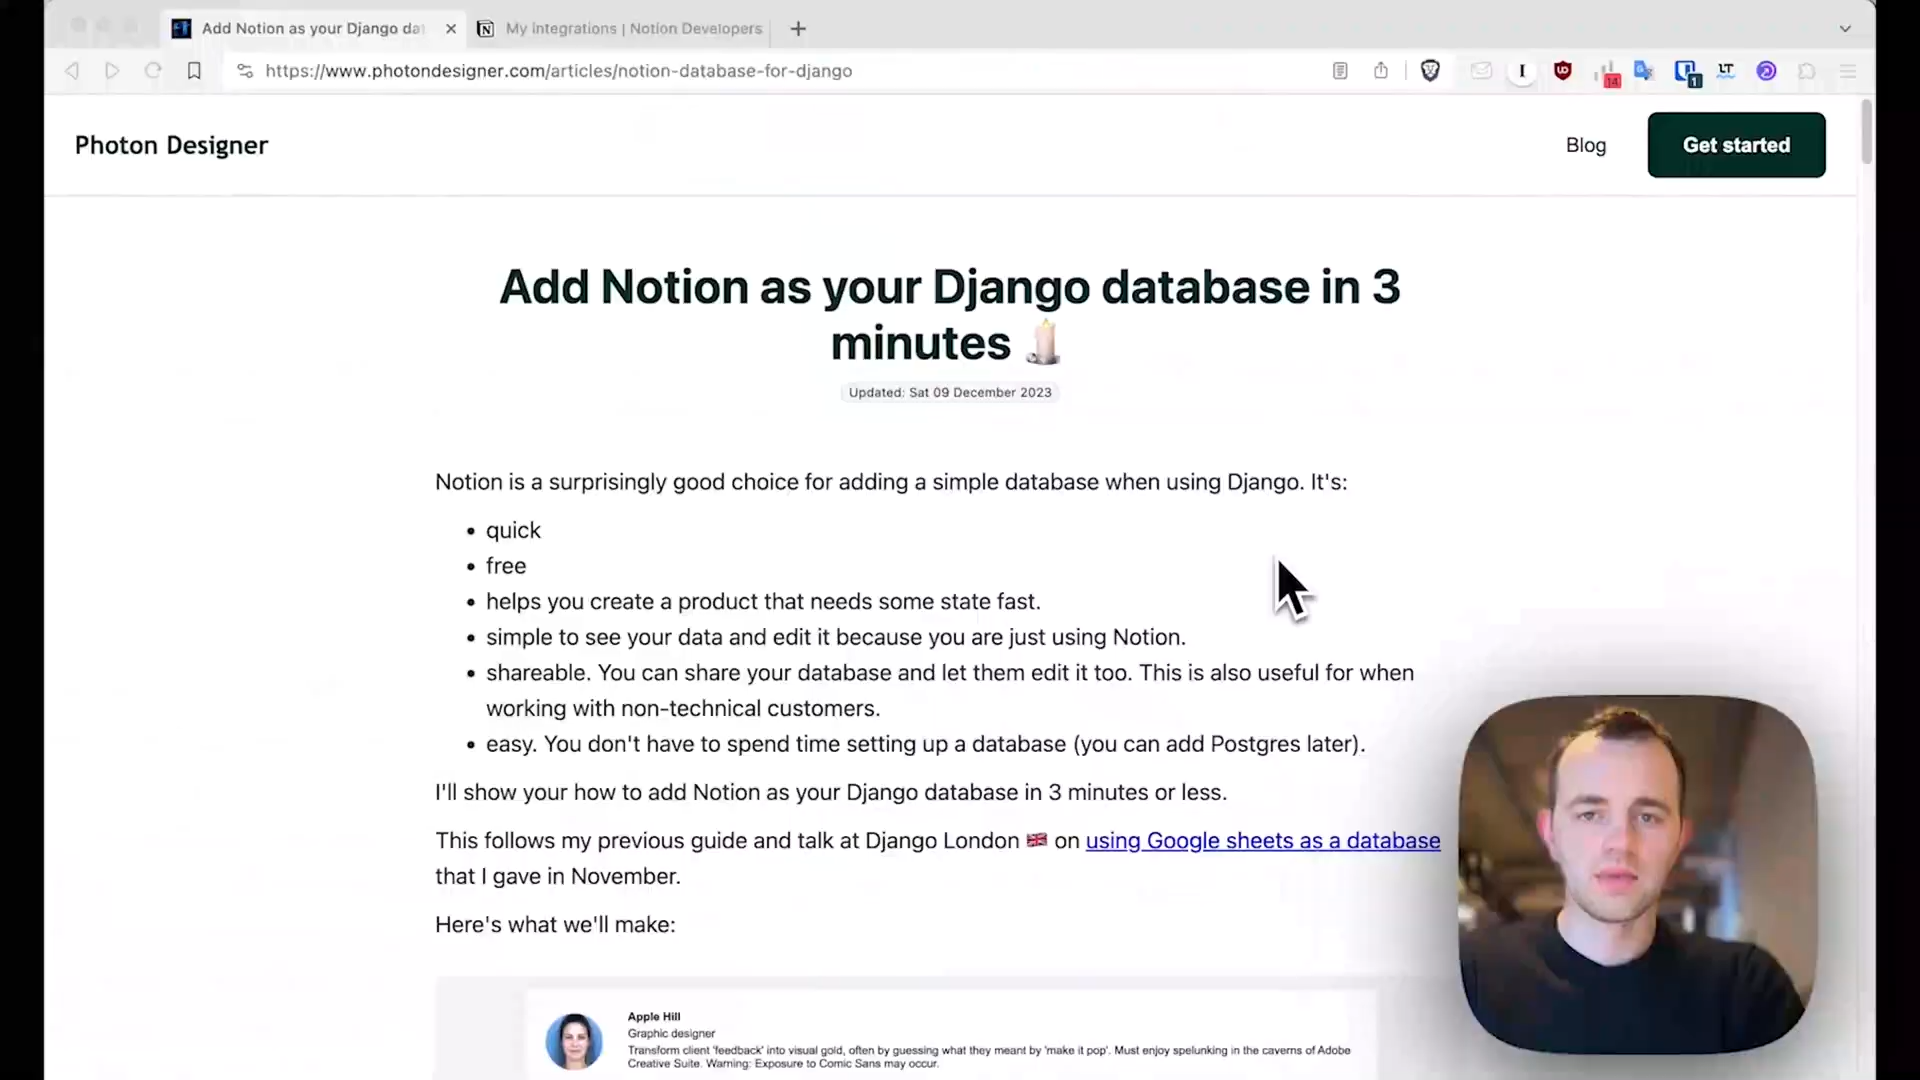 Add Notion as your Django da
My Integrations | Notion Developers
https://www.photondesigner.com/articles/notion-database-for-django
14
1
Photon Designer
Blog
Get started
Add Notion as your Django database in 3
minutes
Updated: Sat 09 December 2023
Notion is a surprisingly good choice for adding a simple database when using Django. It's:
• quick
• free
• helps you create a product that needs some state fast.
• simple to see your data and edit it because you are just using Notion.
• shareable. You can share your database and let them edit it too. This is also useful for when
working with non-technical customers.
• easy. You don't have to spend time setting up a database (you can add Postgres later).
I'll show your how to add Notion as your Django database in 3 minutes or less.
This follows my previous guide and talk at Django London 🇬🇧 on using Google sheets as a database
that I gave in November.
Here's what we'll make:
Apple Hill
Graphic designer
Transform client 'feedback' into visual gold, often by guessing what they meant by 'make it pop'. Must enjoy spelunking in the caverns of Adobe
Creative Suite. Warning: Exposure to Comic Sans may occur.